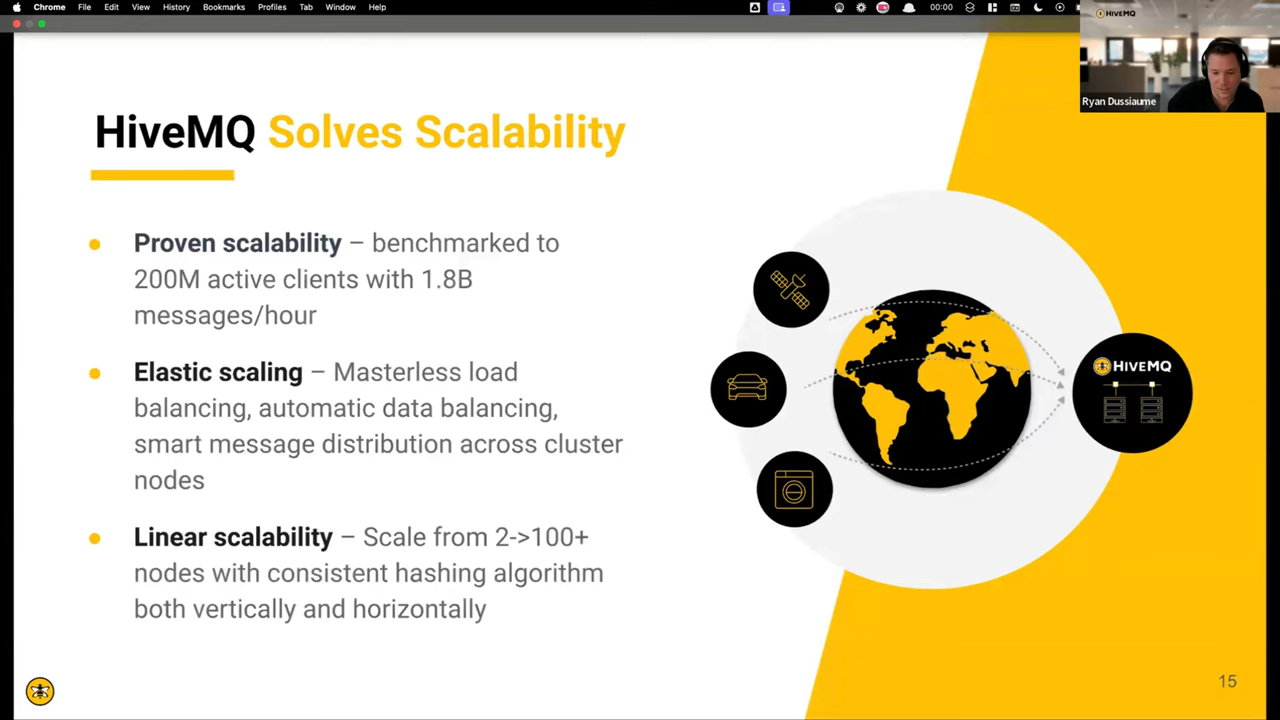 Chrome File Edit View History Bookmarks Profiles Tab Window Help 00:00
HIVEMQ
Ryan Dussiaume
HiveMQ Solves Scalability
Proven scalability – benchmarked to
200M active clients with 1.8B
messages/hour
Elastic scaling – Masterless load
balancing, automatic data balancing,
smart message distribution across cluster
nodes
Linear scalability – Scale from 2->100+
nodes with consistent hashing algorithm
both vertically and horizontally
HIVEMQ
15